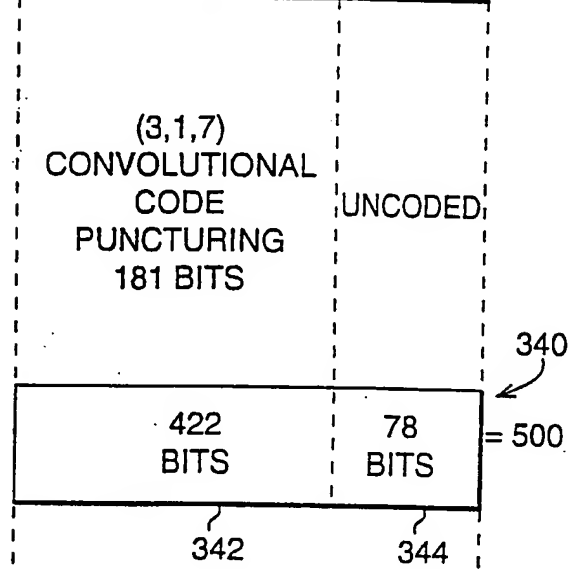 (3,1,7)
CONVOLUTIONAL
CODE
PUNCTURING
181 BITS
UNCODED
340
422
BITS
78
BITS
= 500
342
344